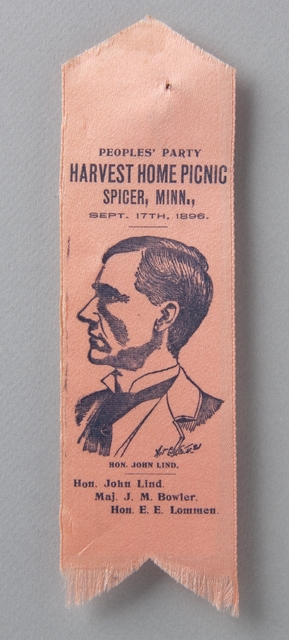 PEOPLES' PARTY
HARVEST HOME PICNIC
SPICER, MINN.,
SEPT. 17TH, 1896.
HON. JOHN LIND.
Hon. John Lind.
Maj. J. M. Bowler.
Hon. E. E. Lommen.